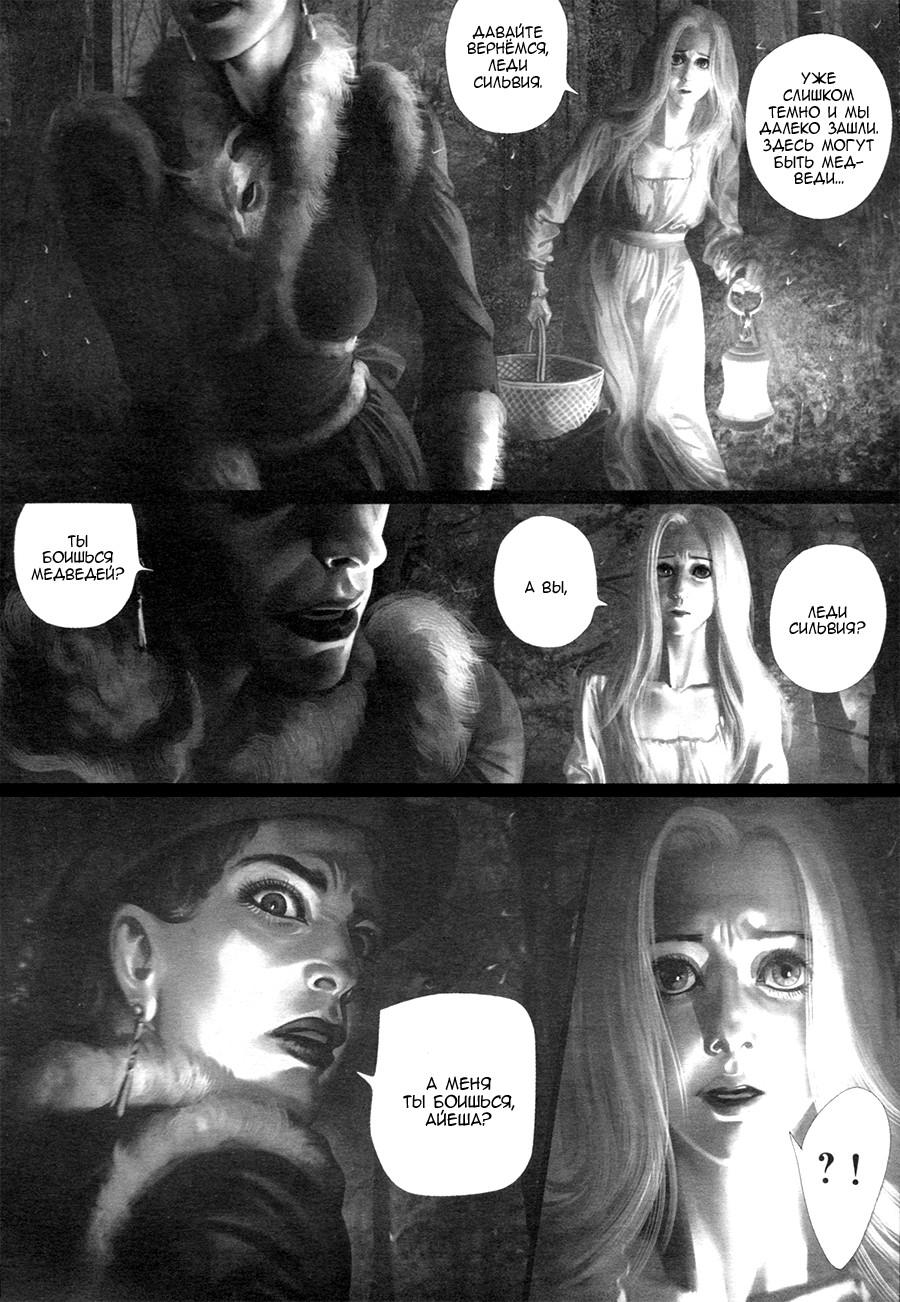 ДАВАЙТЕ
ВЕРНЁМСЯ,
ЛЕДИ
СИЛЬВИЯ.
УЖЕ
СЛИШКОМ
ТЕМНО И МЫ
ДАЛЕКО ЗАШЛИ.
ЗДЕСЬ МОГУТ
БЫТЬ МЕД-
ВЕДИ...
ТЫ
БОИШЬСЯ
МЕДВЕДЕЙ?
А ВЫ,
ЛЕДИ
СИЛЬВИЯ?
А МЕНЯ
ТЫ БОИШЬСЯ,
АЙЕША?
?!